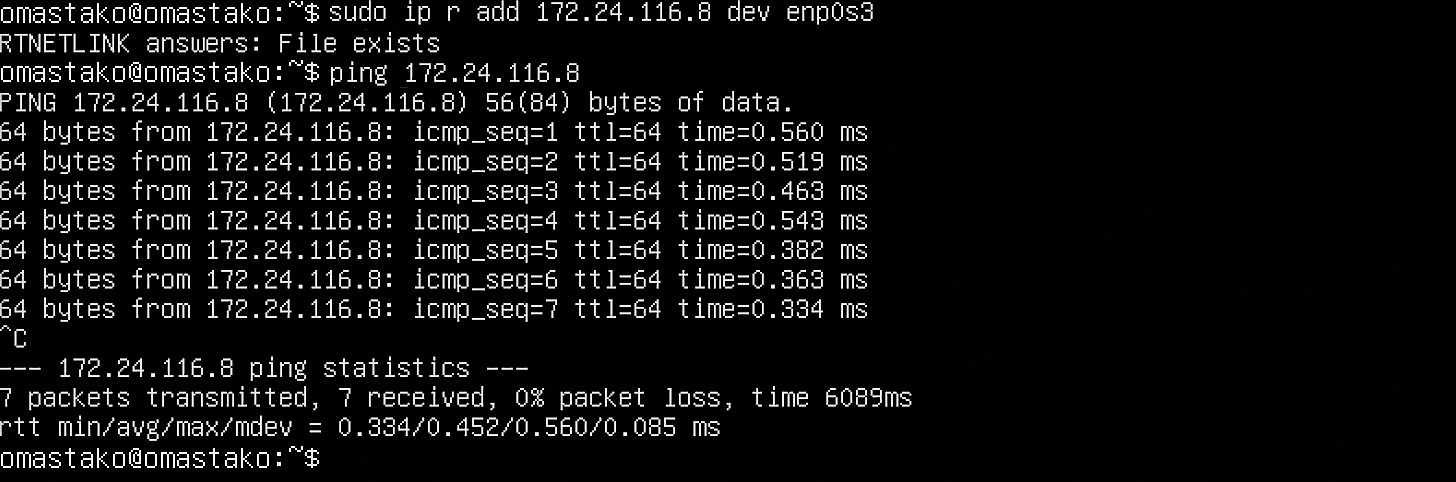 omastako@omastako:~$ sudo ip r add 172.24.116.8 dev enp0s3
RTNETLINK answers: File exists
omastako@omastako:~$ ping 172.24.116.8
PING 172.24.116.8 (172.24.116.8) 56(84) bytes of data.
64 bytes from 172.24.116.8: icmp_seq=1 ttl=64 time=0.560 ms
64 bytes from 172.24.116.8: icmp_seq=2 ttl=64 time=0.519 ms
64 bytes from 172.24.116.8: icmp_seq=3 ttl=64 time=0.463 ms
64 bytes from 172.24.116.8: icmp_seq=4 ttl=64 time=0.543 ms
64 bytes from 172.24.116.8: icmp_seq=5 ttl=64 time=0.382 ms
64 bytes from 172.24.116.8: icmp_seq=6 ttl=64 time=0.363 ms
64 bytes from 172.24.116.8: icmp_seq=7 ttl=64 time=0.334 ms
^C
--- 172.24.116.8 ping statistics ---
7 packets transmitted, 7 received, 0% packet loss, time 6089ms
rtt min/avg/max/mdev = 0.334/0.452/0.560/0.085 ms
omastako@omastako:~$